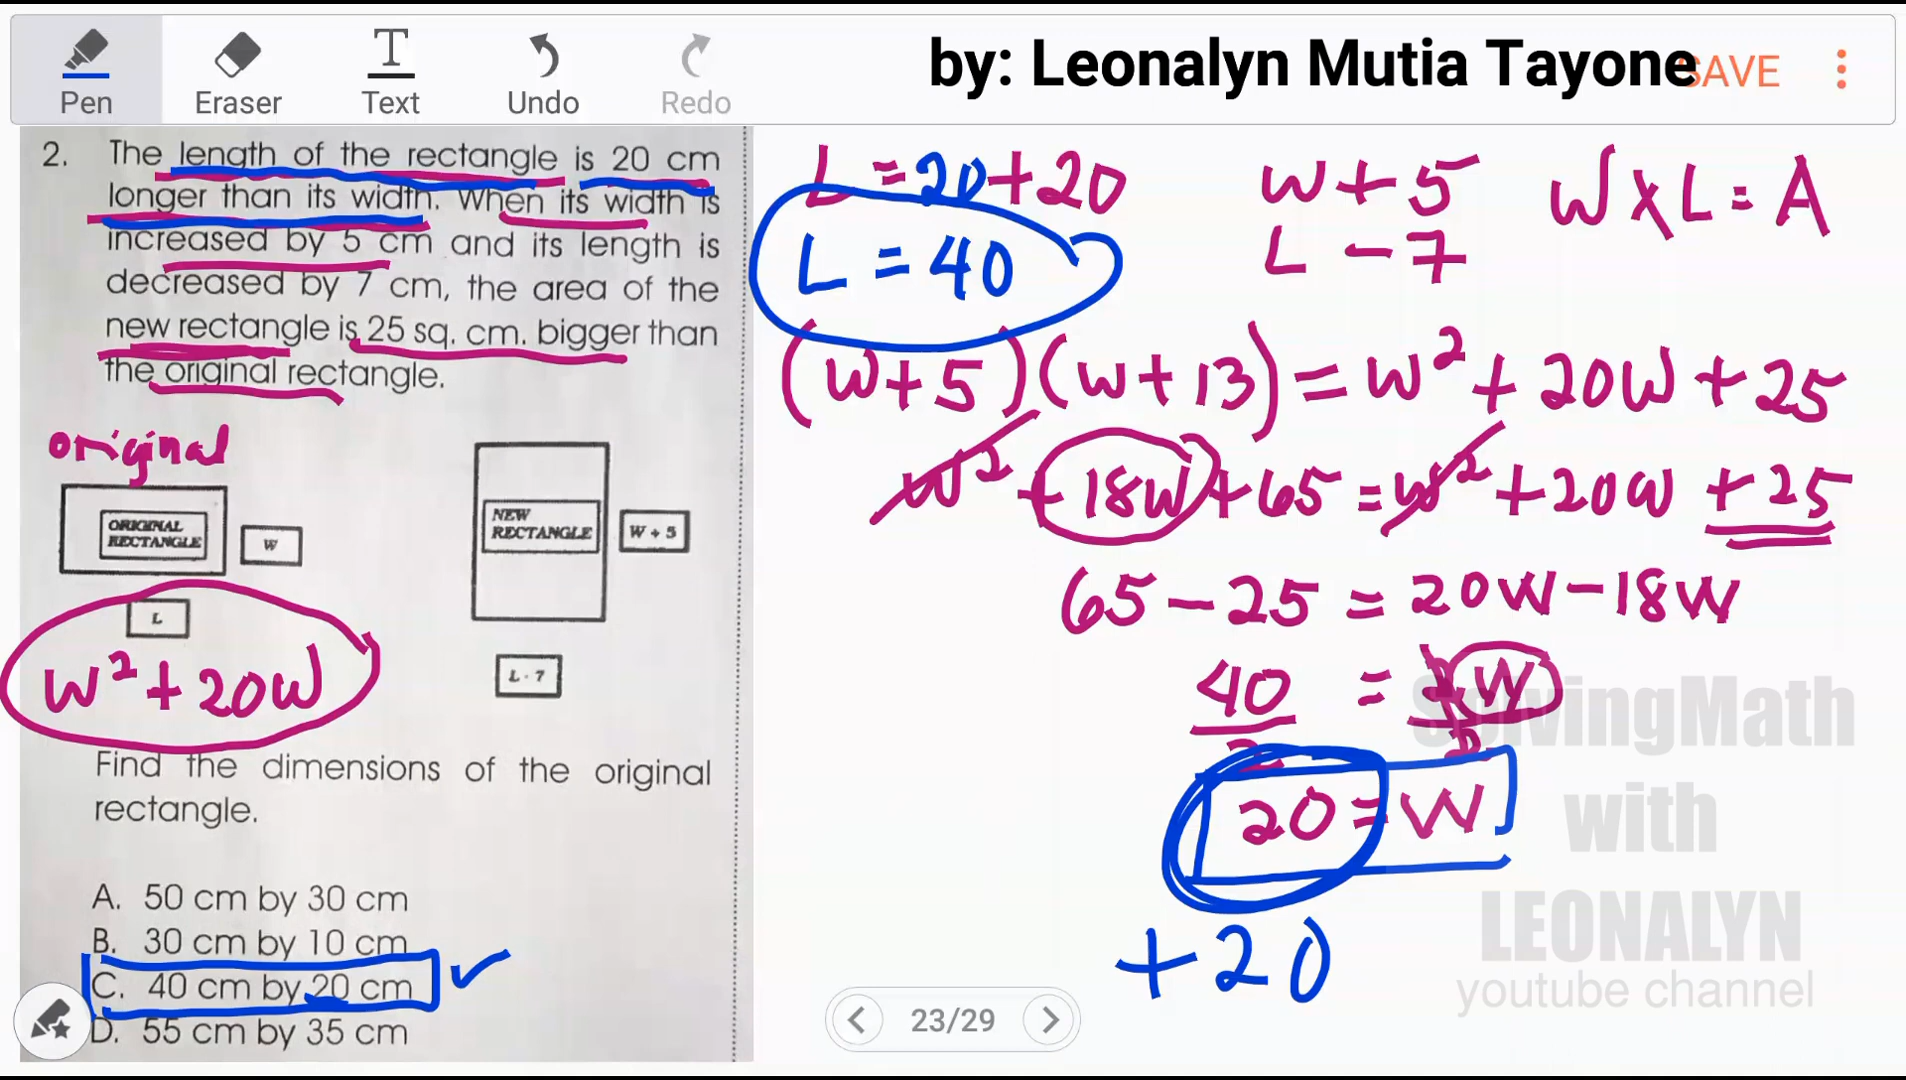 Pen
Eraser
T
Text
Undo
Redo
by: Leonalyn Mutia Tayone
SAVE
2. The length of the rectangle is 20 cm
longer than its width. When its width is
increased by 5 cm and its length is
decreased by 7 cm, the area of the
new rectangle is 25 sq. cm. bigger than
the original rectangle.
original
ORIGINAL
RECTANGLE
W
L
W²+20W
NEW
RECTANGLE
W + 5
L - 7
Find the dimensions of the original
rectangle.
A. 50 cm by 30 cm
B. 30 cm by 10 cm
C. 40 cm by 20 cm
D. 55 cm by 35 cm
L=20+20
L = 40
W+5
L-7
W x L = A
(W+5)(W+13)=W²+20W+25
W²+18W+65=W²+20W+25
65-25=20W-18W
40 = 2W
2 2
20=W
+20
23/29
SolvingMath
with
LEONALYN
youtube channel